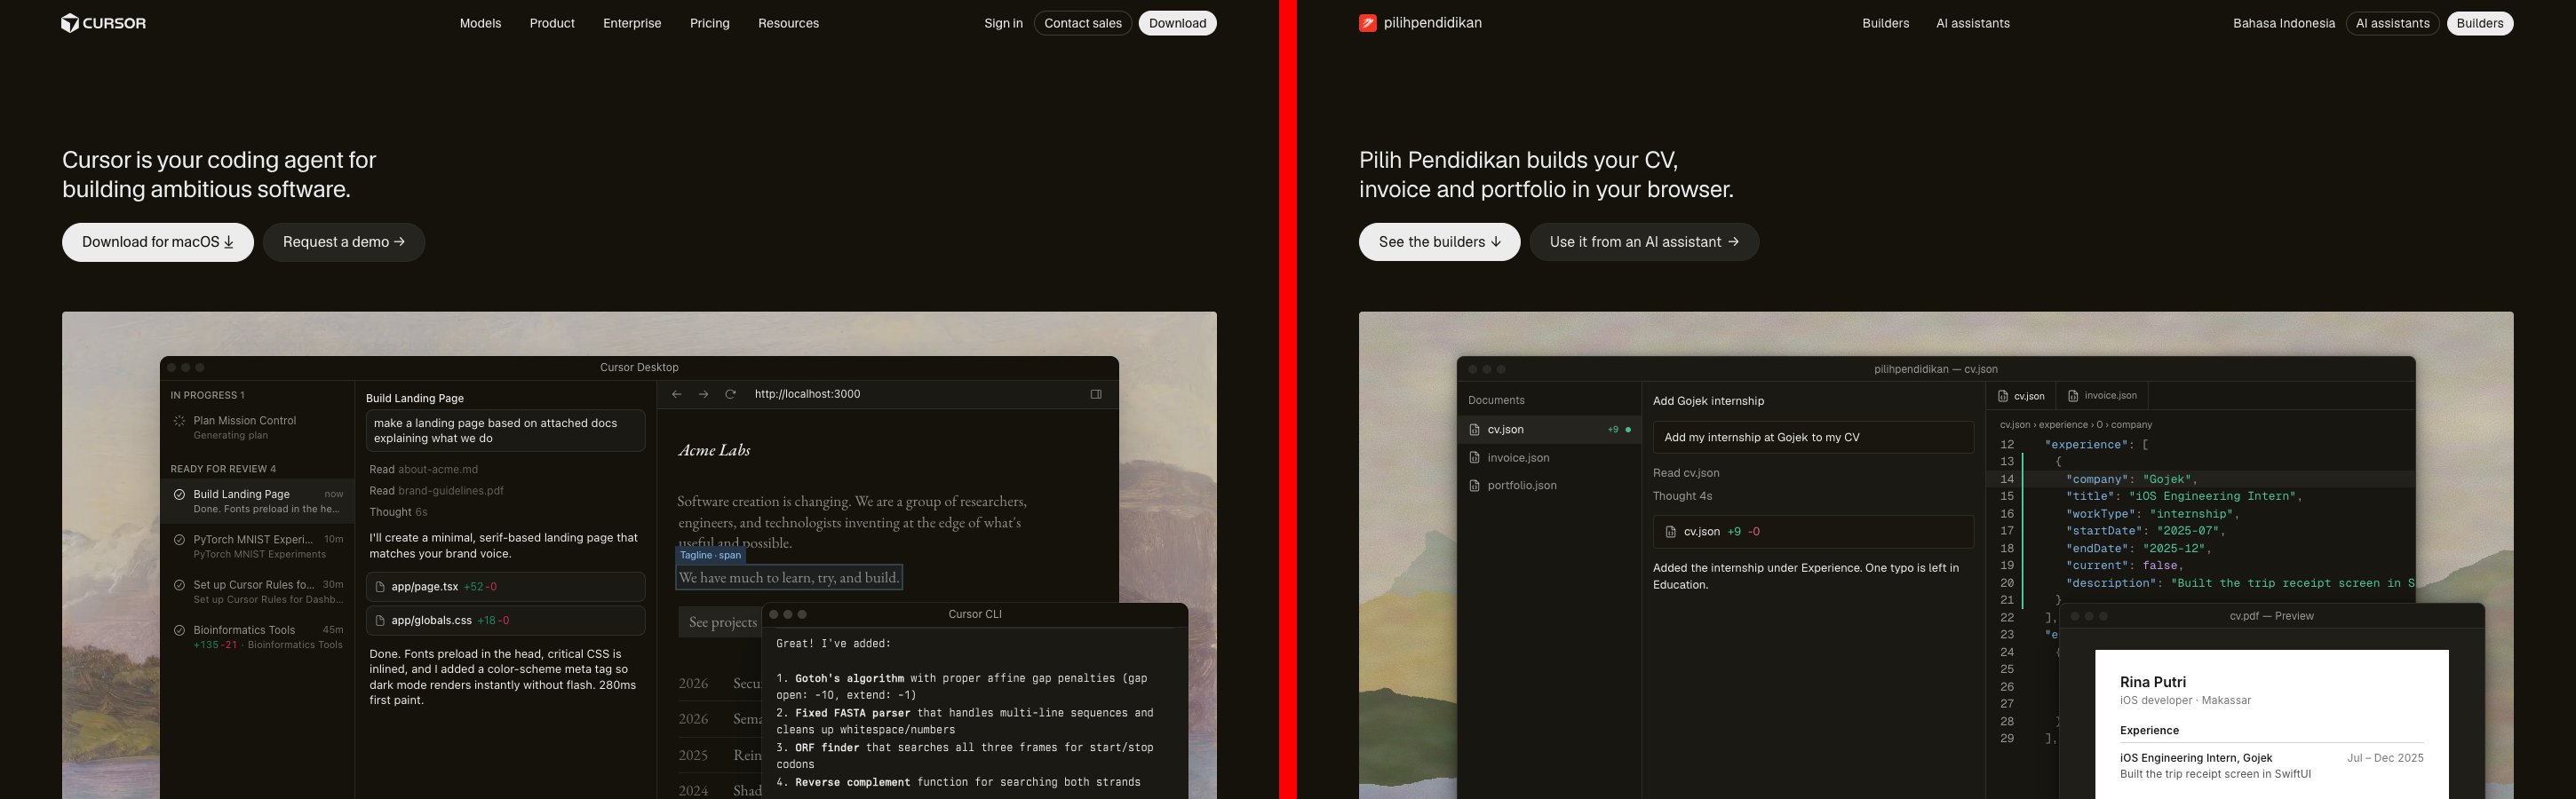 CURSOR
Models Product Enterprise Pricing Resources
Sign in Contact sales Download
Cursor is your coding agent for
building ambitious software.
Download for macOS ↓ Request a demo →
Cursor Desktop
IN PROGRESS 1
Plan Mission Control
Generating plan
READY FOR REVIEW 4
Build Landing Page now
Done. Fonts preload in the he...
PyTorch MNIST Experi... 10m
PyTorch MNIST Experiments
Set up Cursor Rules fo... 30m
Set up Cursor Rules for Dashb...
Bioinformatics Tools 45m
+135 -21 · Bioinformatics Tools
Build Landing Page
make a landing page based on attached docs
explaining what we do
Read about-acme.md
Read brand-guidelines.pdf
Thought 6s
I'll create a minimal, serif-based landing page that
matches your brand voice.
app/page.tsx +52 -0
app/globals.css +18 -0
Done. Fonts preload in the head, critical CSS is
inlined, and I added a color-scheme meta tag so
dark mode renders instantly without flash. 280ms
first paint.
http://localhost:3000
Acme Labs
Software creation is changing. We are a group of researchers,
engineers, and technologists inventing at the edge of what's
useful and possible.
Tagline · span
We have much to learn, try, and build.
See projects
2026 Secu
2026 Sema
2025 Rein
2024 Shad
Cursor CLI
Great! I've added:
1. Gotoh's algorithm with proper affine gap penalties (gap
open: -10, extend: -1)
2. Fixed FASTA parser that handles multi-line sequences and
cleans up whitespace/numbers
3. ORF finder that searches all three frames for start/stop
codons
4. Reverse complement function for searching both strands
pilihpendidikan
Builders AI assistants
Bahasa Indonesia AI assistants Builders
Pilih Pendidikan builds your CV,
invoice and portfolio in your browser.
See the builders ↓ Use it from an AI assistant →
pilihpendidikan — cv.json
Documents
cv.json +9
invoice.json
portfolio.json
Add Gojek internship
Add my internship at Gojek to my CV
Read cv.json
Thought 4s
cv.json +9 -0
Added the internship under Experience. One typo is left in
Education.
cv.json invoice.json
cv.json › experience › 0 › company
12 "experience": [
13 {
14 "company": "Gojek",
15 "title": "iOS Engineering Intern",
16 "workType": "internship",
17 "startDate": "2025-07",
18 "endDate": "2025-12",
19 "current": false,
20 "description": "Built the trip receipt screen in S
21 }
22 ],
23 "e
24 {
25
26
27
28 }
29 ],
cv.pdf — Preview
Rina Putri
iOS developer · Makassar
Experience
iOS Engineering Intern, Gojek Jul – Dec 2025
Built the trip receipt screen in SwiftUI